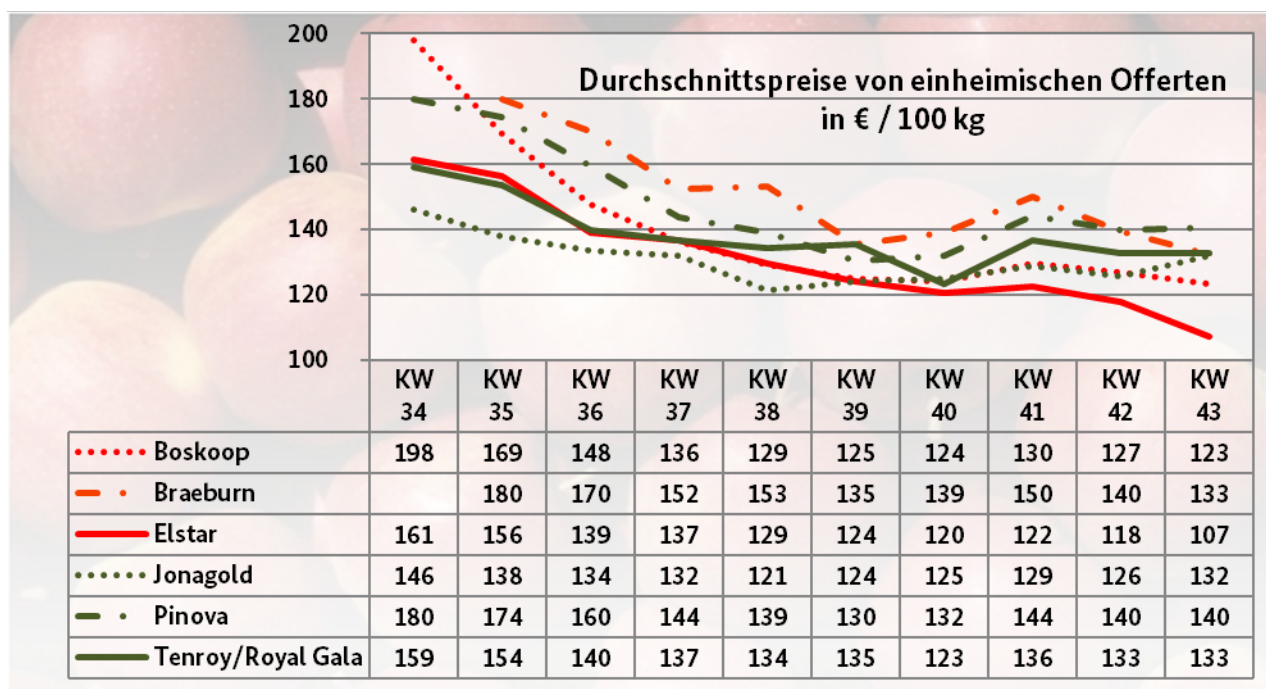 Durchschnittspreise von einheimischen Offerten
in € / 100 kg
200
180
160
140
120
100
KW 34 KW 35 KW 36 KW 37 KW 38 KW 39 KW 40 KW 41 KW 42 KW 43
Boskoop 198 169 148 136 129 125 124 130 127 123
Braeburn 180 170 152 153 135 139 150 140 133
Elstar 161 156 139 137 129 124 120 122 118 107
Jonagold 146 138 134 132 121 124 125 129 126 132
Pinova 180 174 160 144 139 130 132 144 140 140
Tenroy/Royal Gala 159 154 140 137 134 135 123 136 133 133